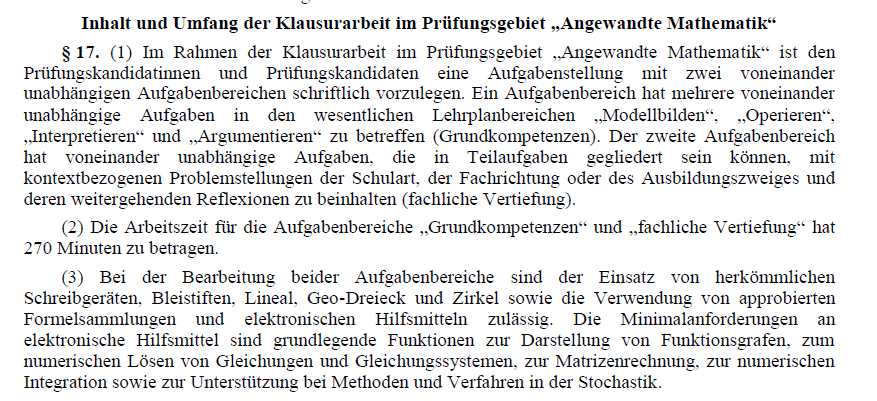 Inhalt und Umfang der Klausurarbeit im Prüfungsgebiet „Angewandte Mathematik“
§ 17. (1) Im Rahmen der Klausurarbeit im Prüfungsgebiet „Angewandte Mathematik“ ist den
Prüfungskandidatinnen und Prüfungskandidaten eine Aufgabenstellung mit zwei voneinander
unabhängigen Aufgabenbereichen schriftlich vorzulegen. Ein Aufgabenbereich hat mehrere voneinander
unabhängige Aufgaben in den wesentlichen Lehrplanbereichen „Modellbilden“, „Operieren“,
„Interpretieren“ und „Argumentieren“ zu betreffen (Grundkompetenzen). Der zweite Aufgabenbereich
hat voneinander unabhängige Aufgaben, die in Teilaufgaben gegliedert sein können, mit
kontextbezogenen Problemstellungen der Schulart, der Fachrichtung oder des Ausbildungszweiges und
deren weitergehenden Reflexionen zu beinhalten (fachliche Vertiefung).
(2) Die Arbeitszeit für die Aufgabenbereiche „Grundkompetenzen“ und „fachliche Vertiefung“ hat
270 Minuten zu betragen.
(3) Bei der Bearbeitung beider Aufgabenbereiche sind der Einsatz von herkömmlichen
Schreibgeräten, Bleistiften, Lineal, Geo-Dreieck und Zirkel sowie die Verwendung von approbierten
Formelsammlungen und elektronischen Hilfsmitteln zulässig. Die Minimalanforderungen an
elektronische Hilfsmittel sind grundlegende Funktionen zur Darstellung von Funktionsgrafen, zum
numerischen Lösen von Gleichungen und Gleichungssystemen, zur Matrizenrechnung, zur numerischen
Integration sowie zur Unterstützung bei Methoden und Verfahren in der Stochastik.